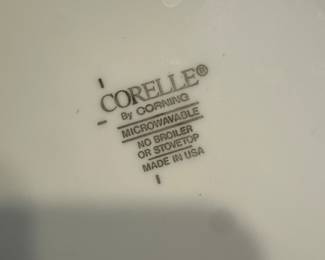 CORELLE®
By CORNING
MICROWAVABLE
NO BROILER
OR STOVETOP
MADE IN USA